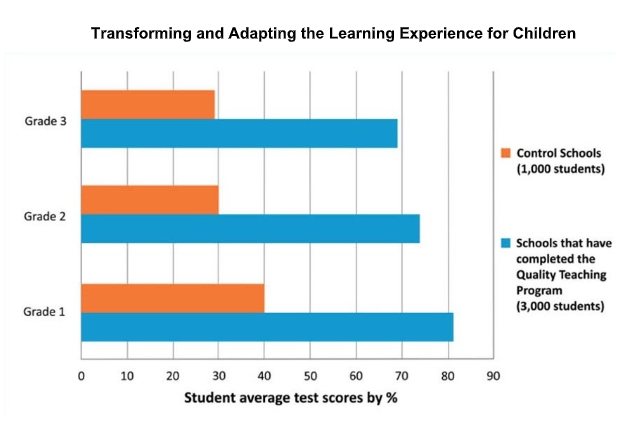 Transforming and Adapting the Learning Experience for Children
Grade 3
Grade 2
Grade 1
0 10 20 30 40 50 60 70 80 90
Student average test scores by %
Control Schools
(1,000 students)
Schools that have
completed the
Quality Teaching
Program
(3,000 students)